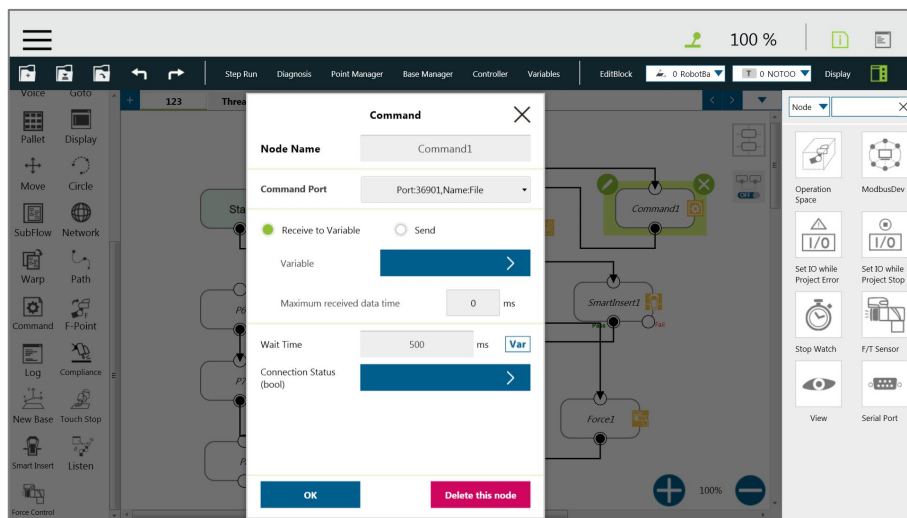 100 %
Step Run Diagnosis Point Manager Base Manager Controller Variables EditBlock 0 RobotBa T 0 NOTOO Display
Voice Goto
+ 123 Threa
Pallet Display
Move Circle
SubFlow Network
Warp Path
Command F-Point
Log Compliance
New Base Touch Stop
Smart Insert Listen
Force Control
Command
Node Name Command1
Command Port Port:36901,Name:File
Receive to Variable Send
Variable
Maximum received data time 0 ms
Wait Time 500 ms Var
Connection Status
(bool)
OK Delete this node
Sta
P6
P7
P
Command1
OFF
SmartInsert1
Pass Fail
Force1
100%
Node
Operation
Space
ModbusDev
I/O I/O
Set IO while
Project Error
Set IO while
Project Stop
Stop Watch F/T Sensor
View Serial Port